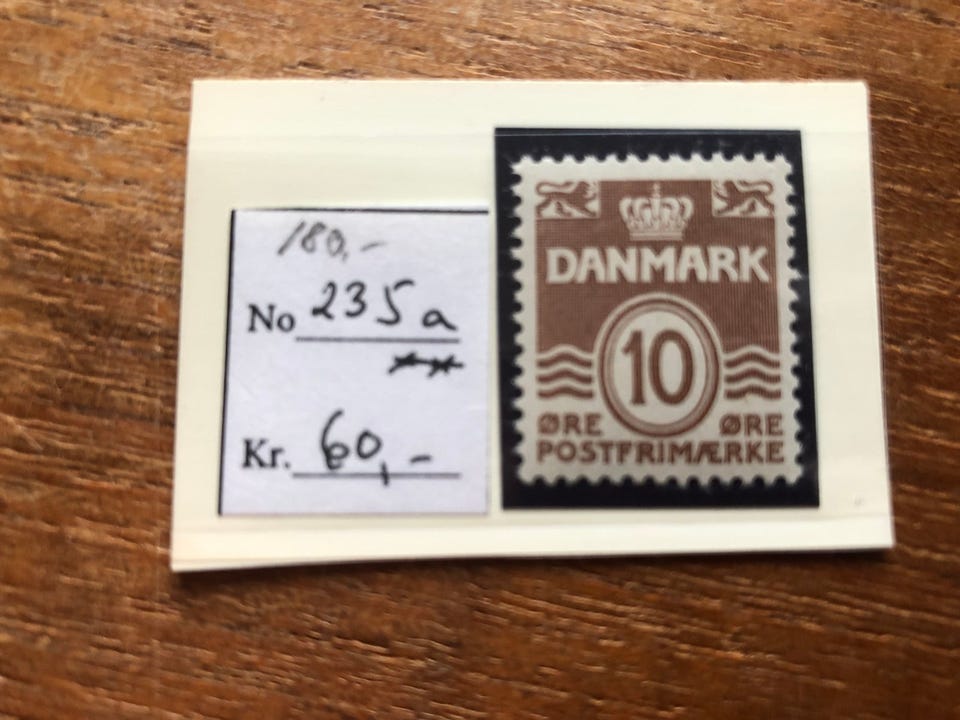 180,-
No 235a
**
Kr. 60,-
DANMARK
10
ØRE ØRE
POSTFRIMÆRKE